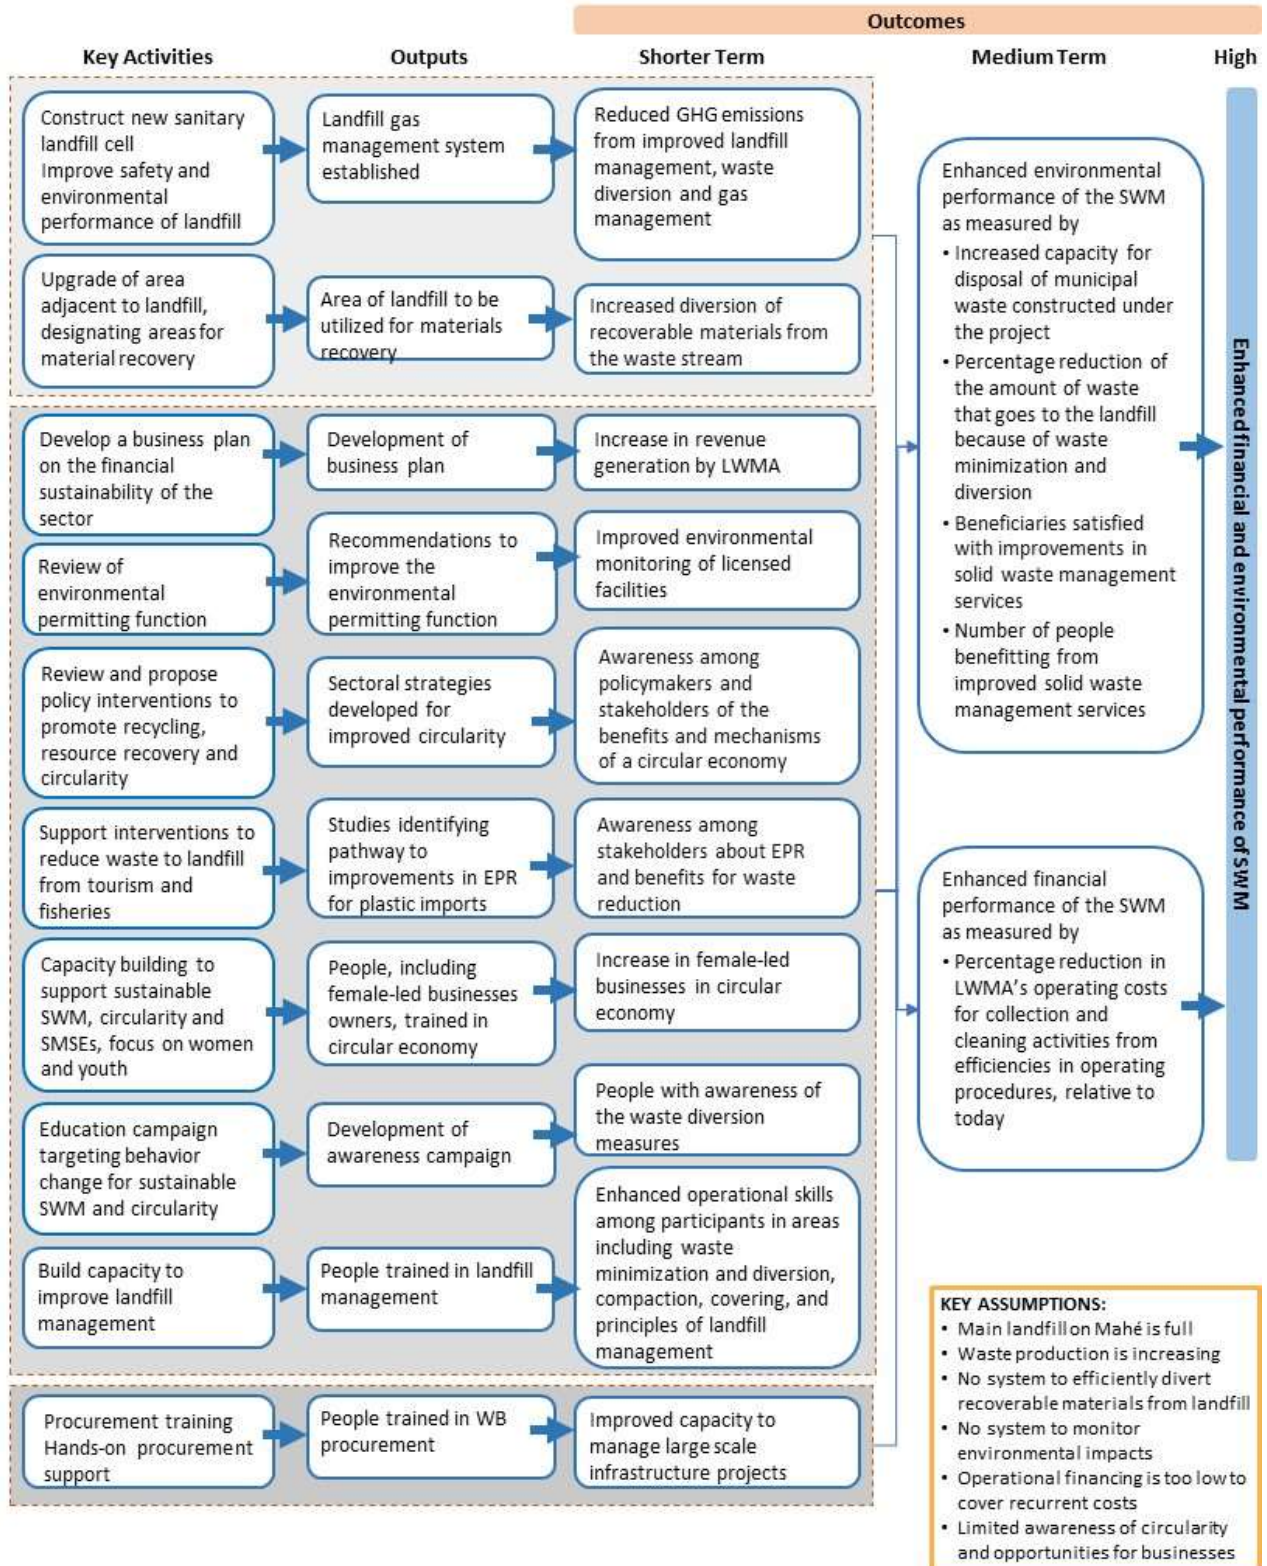 Outcomes
Key Activities
Outputs
Shorter Term
Medium Term
High
Construct new sanitary
landfill cell
Improve safety and
environmental
performance of landfill
Landfill gas
management system
established
Reduced GHG emissions
from improved landfill
management, waste
diversion and gas
management
Upgrade of area
adjacent to landfill,
designating areas for
material recovery
Area of landfill to be
utilized for materials
recovery
Increased diversion of
recoverable materials from
the waste stream
Develop a business plan
on the financial
sustainability of the
sector
Development of
business plan
Increase in revenue
generation by LWMA
Review of
environmental
permitting function
Recommendations to
improve the
environmental
permitting function
Improved environmental
monitoring of licensed
facilities
Review and propose
policy interventions to
promote recycling,
resource recovery and
circularity
Sectoral strategies
developed for
improved circularity
Awareness among
policymakers and
stakeholders of the
benefits and mechanisms
of a circular economy
Support interventions to
reduce waste to landfill
from tourism and
fisheries
Studies identifying
pathway to
improvements in EPR
for plastic imports
Awareness among
stakeholders about EPR
and benefits for waste
reduction
Capacity building to
support sustainable
SWM, circularity and
SMSEs, focus on women
and youth
People, including
female-led businesses
owners, trained in
circular economy
Increase in female-led
businesses in circular
economy
Education campaign
targeting behavior
change for sustainable
SWM and circularity
Development of
awareness campaign
People with awareness of
the waste diversion
measures
Build capacity to
improve landfill
management
People trained in landfill
management
Enhanced operational skills
among participants in areas
including waste
minimization and diversion,
compaction, covering, and
principles of landfill
management
Procurement training
Hands-on procurement
support
People trained in WB
procurement
Improved capacity to
manage large scale
infrastructure projects
Enhanced environmental
performance of the SWM
as measured by
• Increased capacity for
disposal of municipal
waste constructed under
the project
• Percentage reduction of
the amount of waste
that goes to the landfill
because of waste
minimization and
diversion
• Beneficiaries satisfied
with improvements in
solid waste management
services
• Number of people
benefitting from
improved solid waste
management services
Enhanced financial
performance of the SWM
as measured by
• Percentage reduction in
LWMA's operating costs
for collection and
cleaning activities from
efficiencies in operating
procedures, relative to
today
Enhanced financial and environmental performance of SWM
KEY ASSUMPTIONS:
• Main landfill on Mahé is full
• Waste production is increasing
• No system to efficiently divert
recoverable materials from landfill
• No system to monitor
environmental impacts
• Operational financing is too low to
cover recurrent costs
• Limited awareness of circularity
and opportunities for businesses